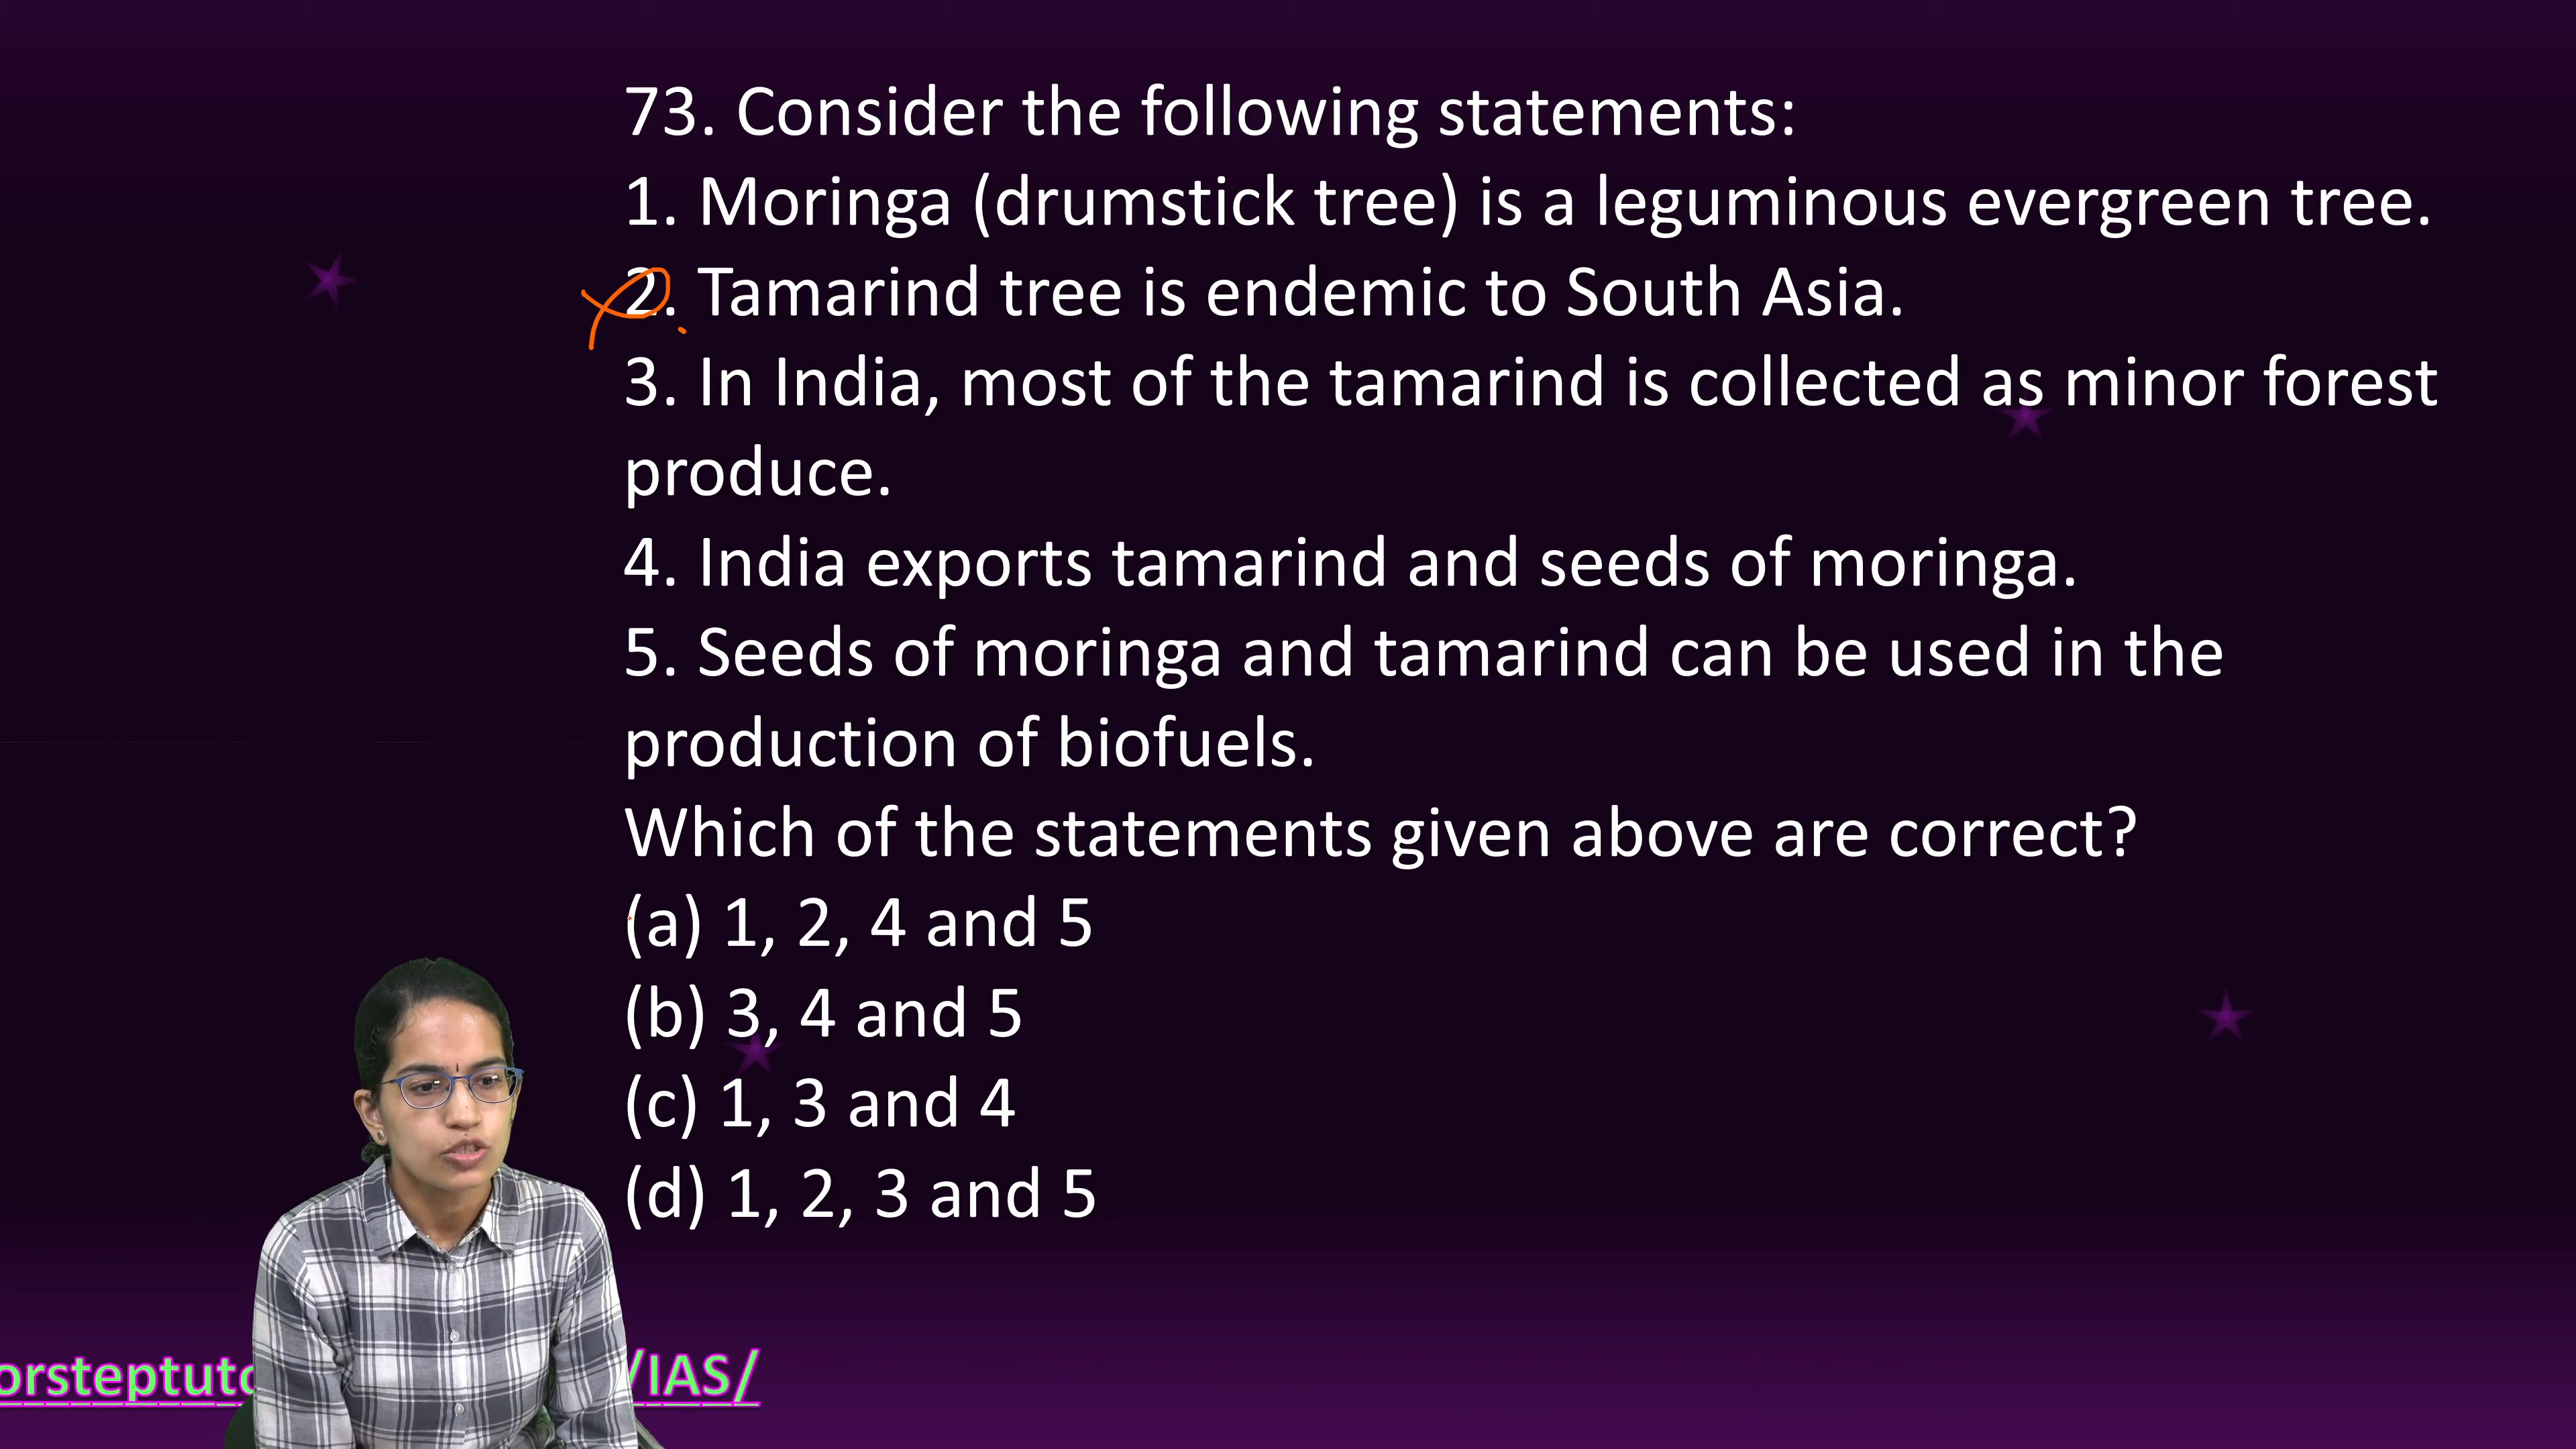 73. Consider the following statements:
1. Moringa (drumstick tree) is a leguminous evergreen tree.
2. Tamarind tree is endemic to South Asia.
3. In India, most of the tamarind is collected as minor forest
produce.
4. India exports tamarind and seeds of moringa.
5. Seeds of moringa and tamarind can be used in the
production of biofuels.
Which of the statements given above are correct?
(a) 1, 2, 4 and 5
(b) 3, 4 and 5
(c) 1, 3 and 4
(d) 1, 2, 3 and 5
/IAS/